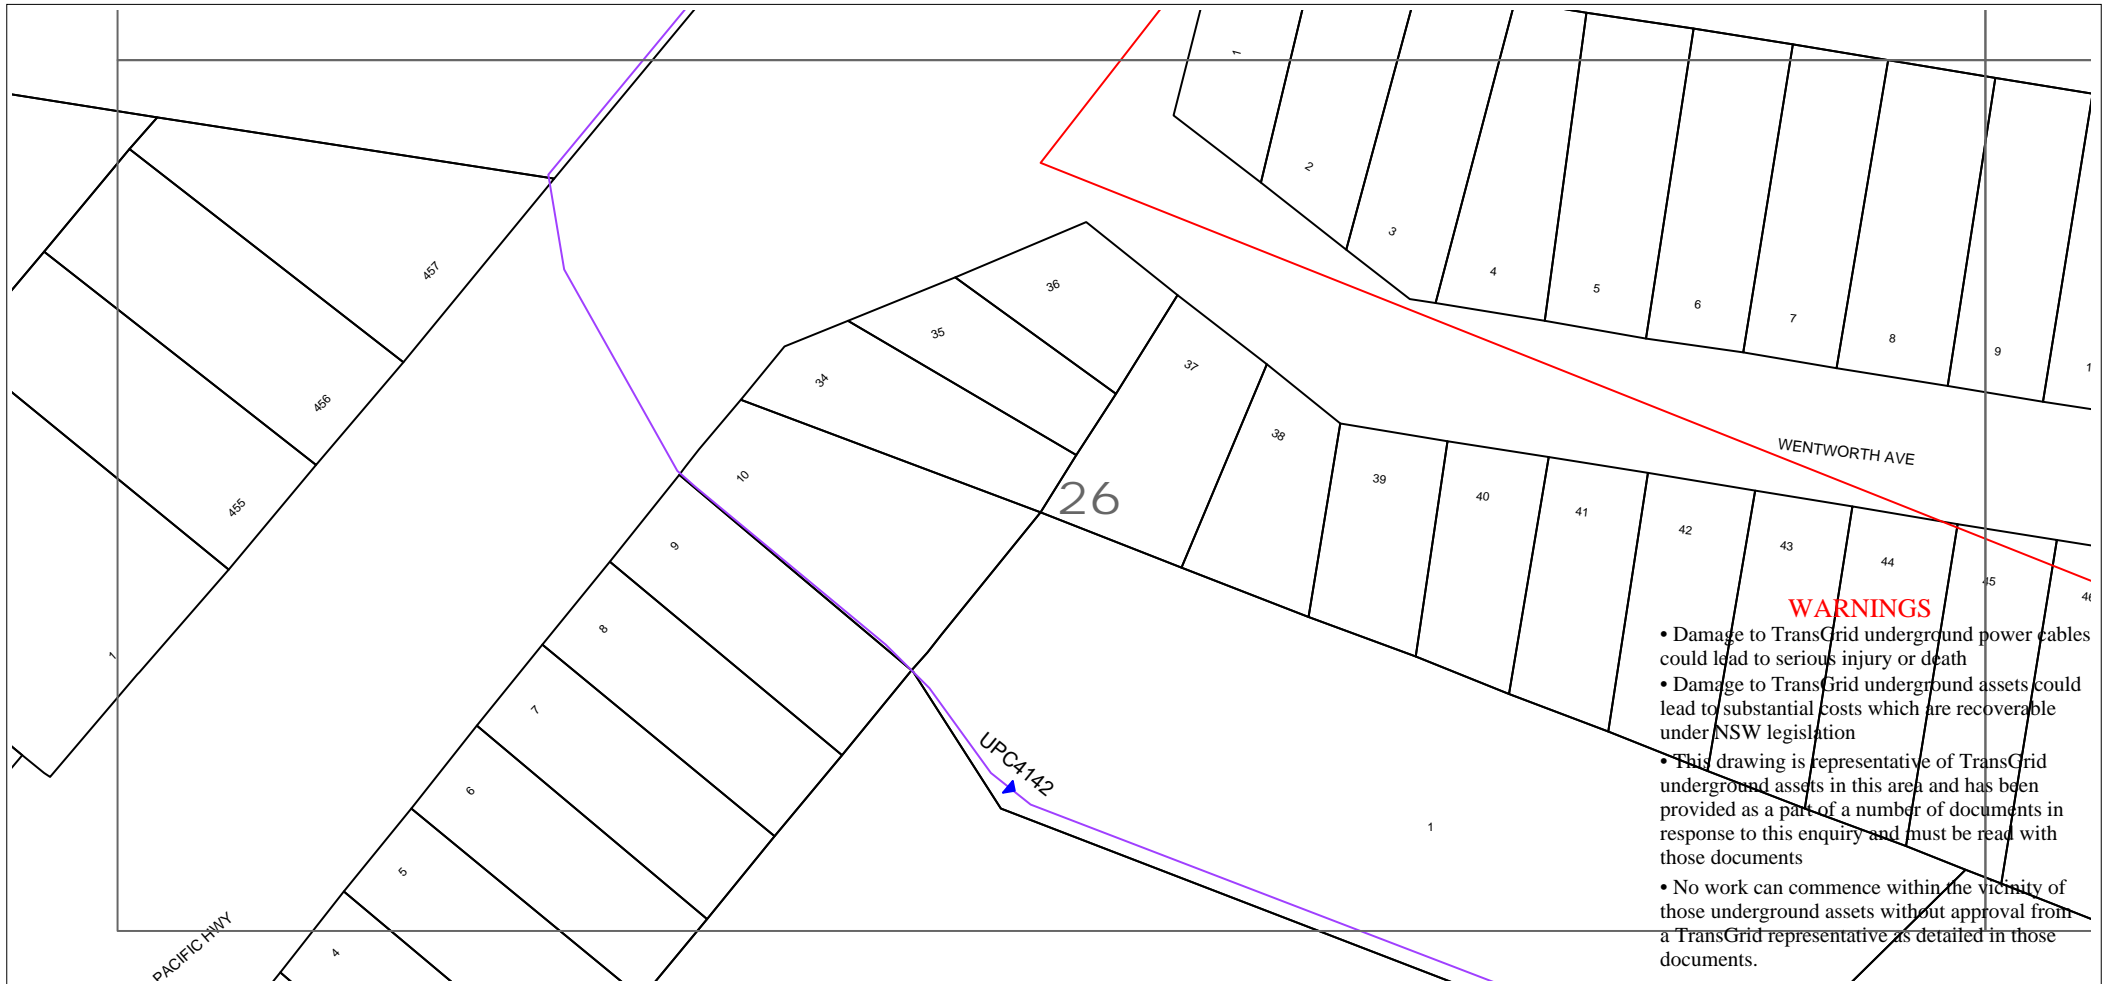 1
2
3
4
5
6
7
8
9
1
457
456
455
1
36
35
34
37
38
39
40
41
42
43
44
45
46
WENTWORTH AVE
10
26
9
8
7
6
5
4
UPC4142
1
PACIFIC HWY
WARNINGS
• Damage to TransGrid underground power cables
could lead to serious injury or death
• Damage to TransGrid underground assets could
lead to substantial costs which are recoverable
under NSW legislation
• This drawing is representative of TransGrid
underground assets in this area and has been
provided as a part of a number of documents in
response to this enquiry and must be read with
those documents
• No work can commence within the vicinity of
those underground assets without approval from
a TransGrid representative as detailed in those
documents.